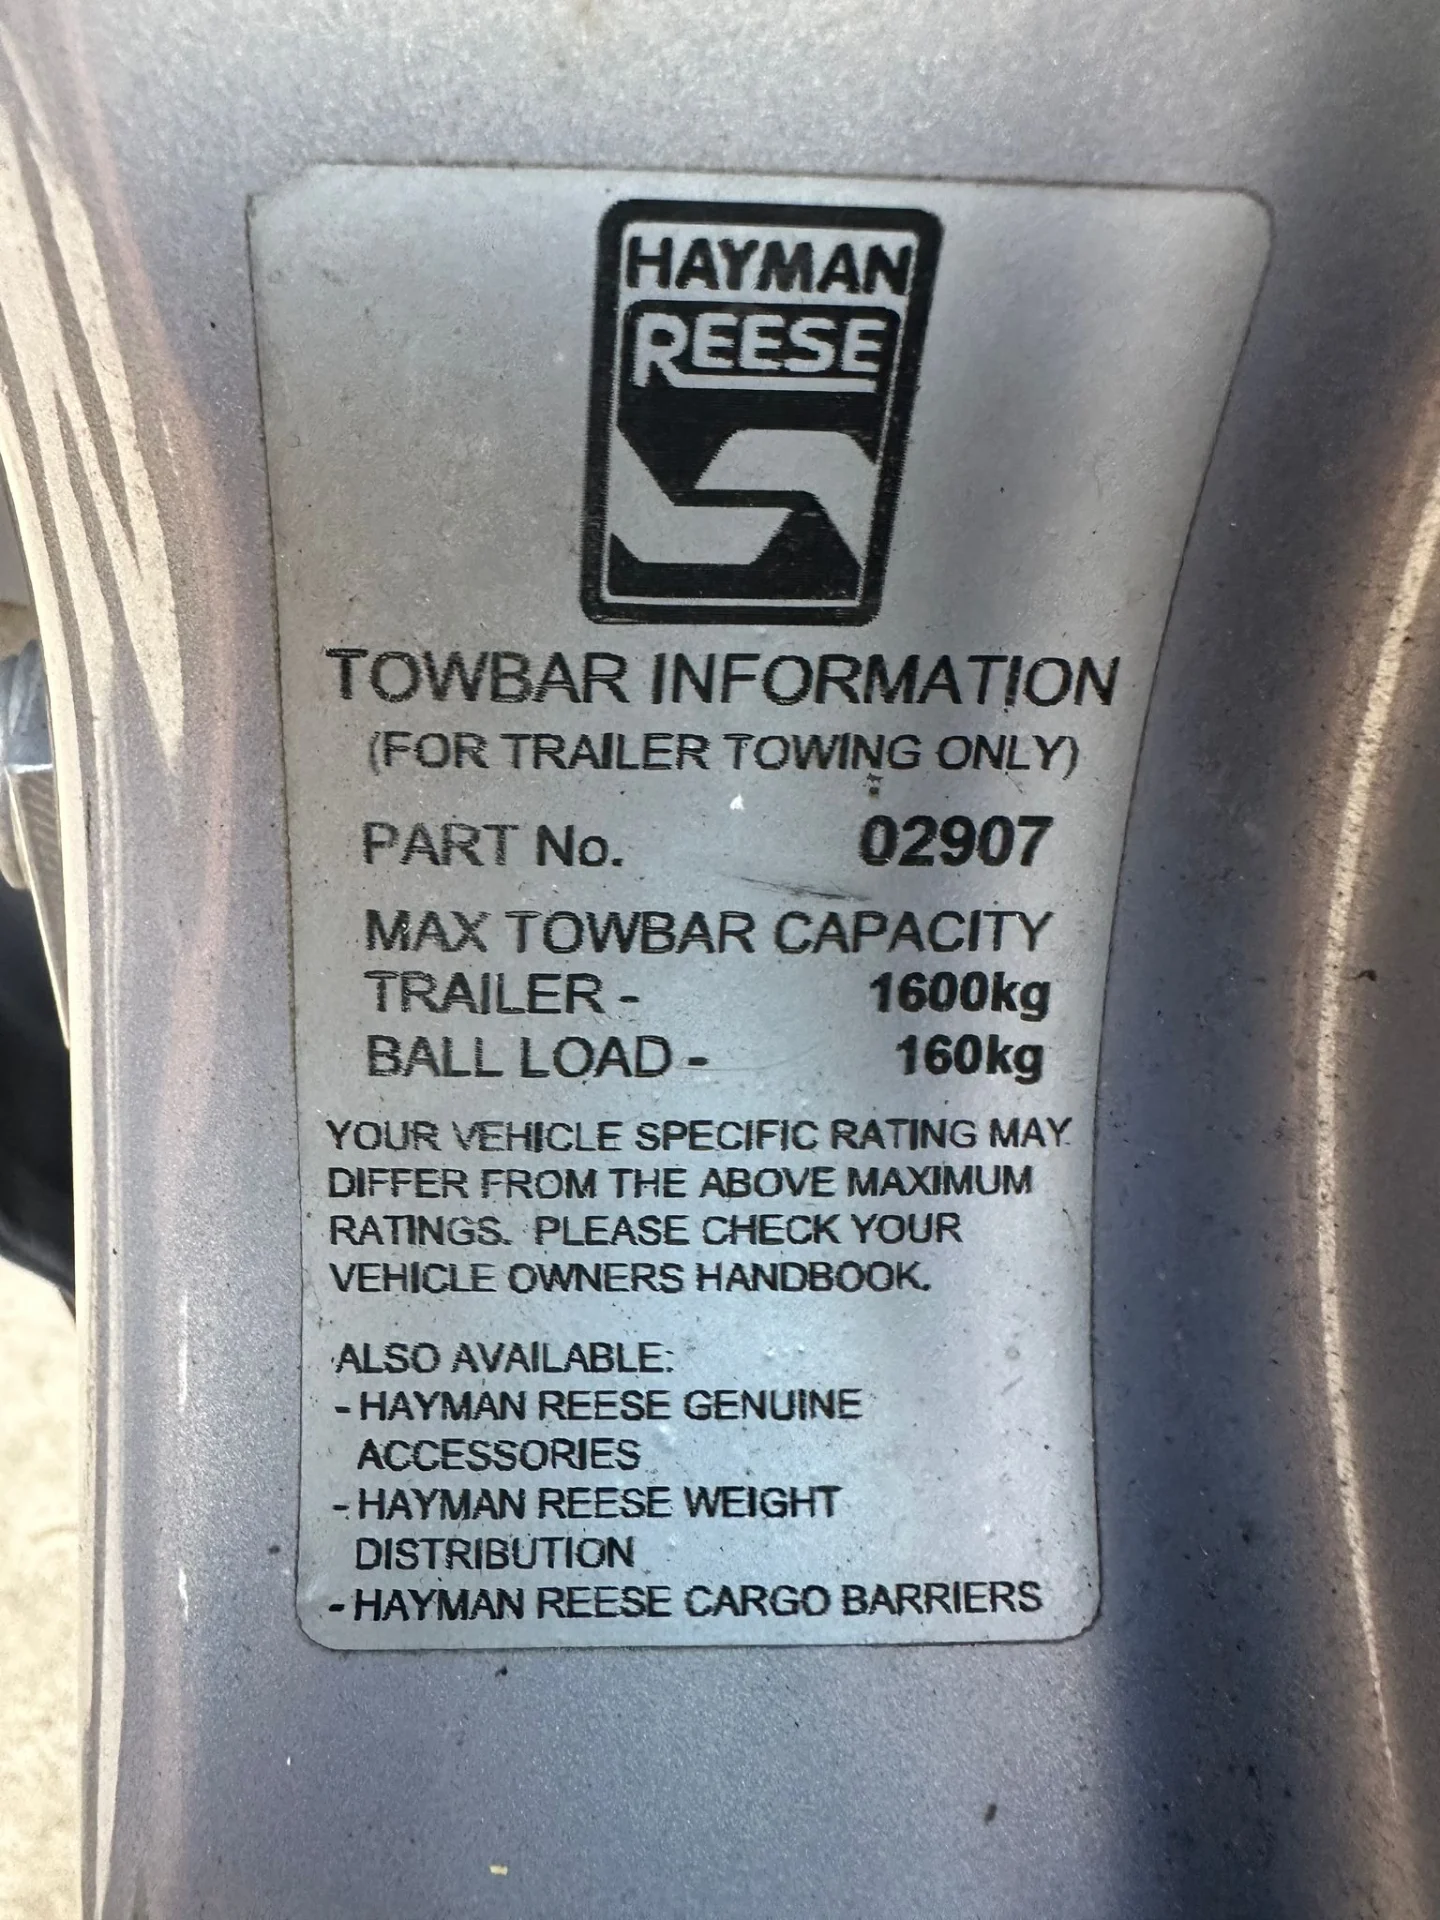 HAYMAN
REESE
TOWBAR INFORMATION
(FOR TRAILER TOWING ONLY)
PART No. 02907
MAX TOWBAR CAPACITY
TRAILER - 1600kg
BALL LOAD - 160kg
YOUR VEHICLE SPECIFIC RATING MAY
DIFFER FROM THE ABOVE MAXIMUM
RATINGS. PLEASE CHECK YOUR
VEHICLE OWNERS HANDBOOK.
ALSO AVAILABLE:
- HAYMAN REESE GENUINE
ACCESSORIES
- HAYMAN REESE WEIGHT
DISTRIBUTION
- HAYMAN REESE CARGO BARRIERS